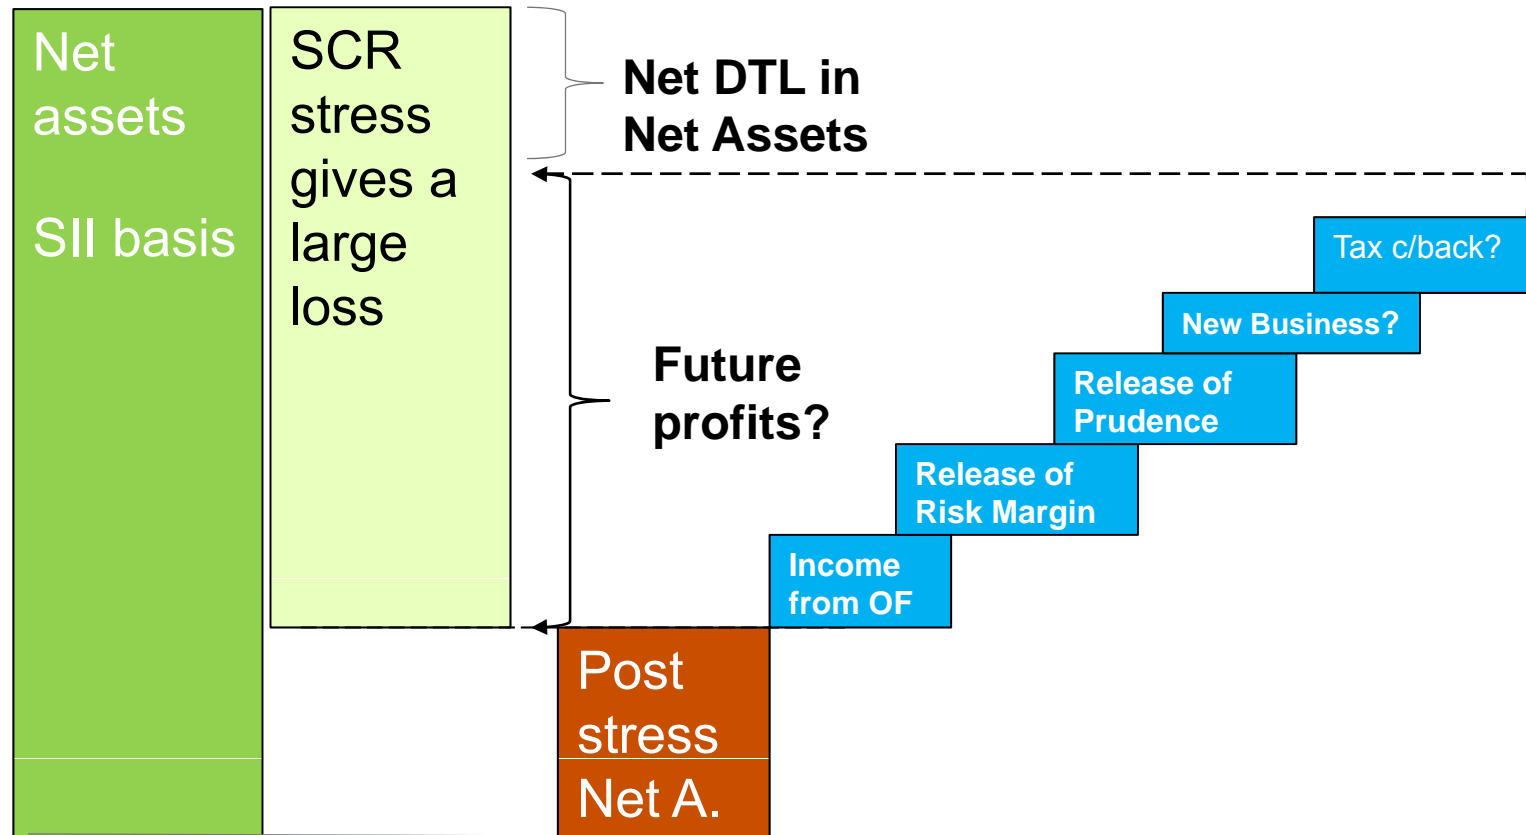 Net
assets
SII basis
SCR
stress
gives a
large
loss
Net DTL in
Net Assets
Future
profits?
Tax c/back?
New Business?
Release of
Prudence
Release of
Risk Margin
Income
from OF
Post
stress
Net A.